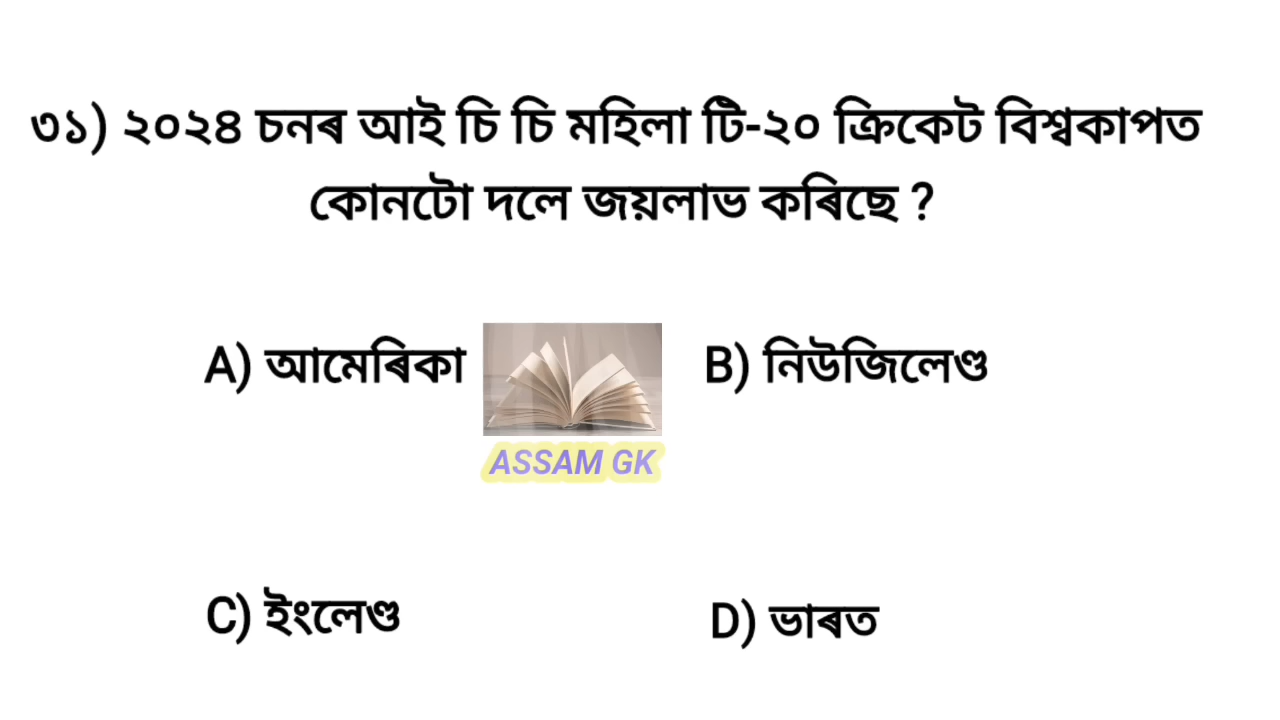 ৩১) ২০২৪ চনৰ আই চি চি মহিলা টি-২০ ক্ৰিকেট বিশ্বকাপত
কোনটো দলে জয়লাভ কৰিছে ?
A) আমেৰিকা
B) নিউজিলেণ্ড
ASSAM GK
C) ইংলেণ্ড
D) ভাৰত